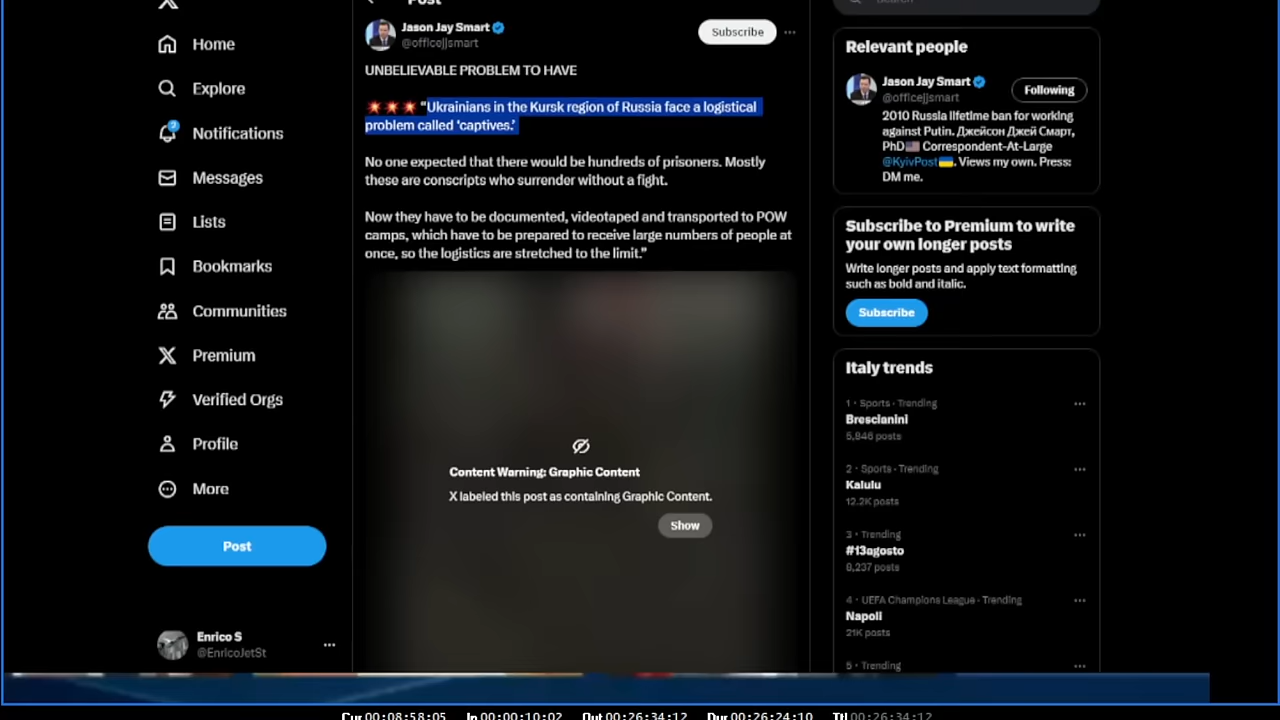 Post
Jason Jay Smart
@officejjsmart
Subscribe
UNBELIEVABLE PROBLEM TO HAVE
"Ukrainians in the Kursk region of Russia face a logistical
problem called 'captives.'
No one expected that there would be hundreds of prisoners. Mostly
these are conscripts who surrender without a fight.
Now they have to be documented, videotaped and transported to POW
camps, which have to be prepared to receive large numbers of people at
once, so the logistics are stretched to the limit."
Content Warning: Graphic Content
X labeled this post as containing Graphic Content.
Show
Home
Explore
2
Notifications
Messages
Lists
Bookmarks
Communities
Premium
Verified Orgs
Profile
More
Post
Enrico S
@EnricoJetSt
Search
Relevant people
Jason Jay Smart
@officejjsmart
Following
2010 Russia lifetime ban for working
against Putin. Джейсон Джей Смарт,
PhD🇺🇸 Correspondent-At-Large
@KyivPost🇺🇦. Views my own. Press:
DM me.
Subscribe to Premium to write
your own longer posts
Write longer posts and apply text formatting
such as bold and italic.
Subscribe
Italy trends
1 · Sports · Trending
Brescianini
5,946 posts
2 · Sports · Trending
Kalulu
12.2K posts
3 · Trending
#13agosto
8,237 posts
4 · UEFA Champions League · Trending
Napoli
21K posts
5 · Trending
Cur 00:08:58:05 In 00:00:10:02 Out 00:26:34:12 Dur 00:26:24:10 Ttl 00:26:34:12